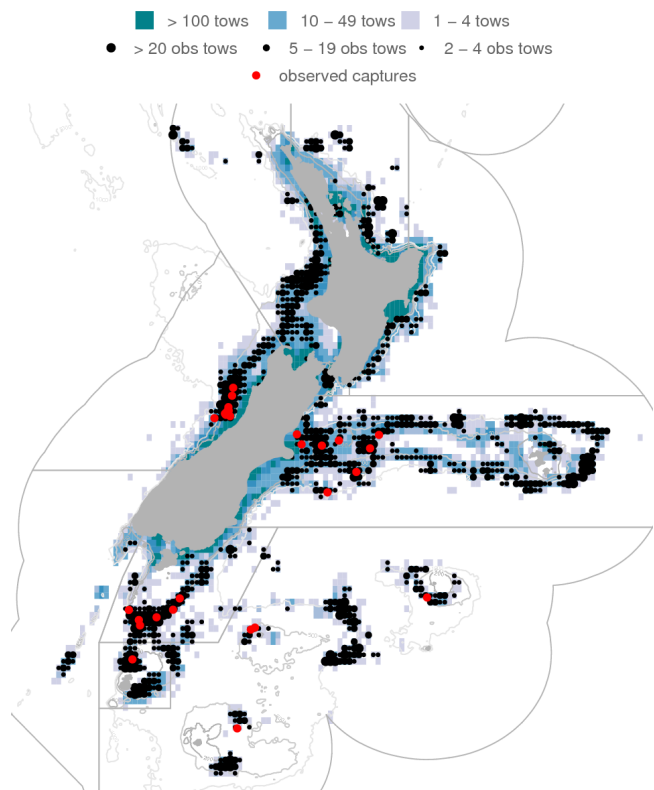 > 100 tows 10 − 49 tows 1 − 4 tows
> 20 obs tows 5 − 19 obs tows 2 − 4 obs tows
observed captures